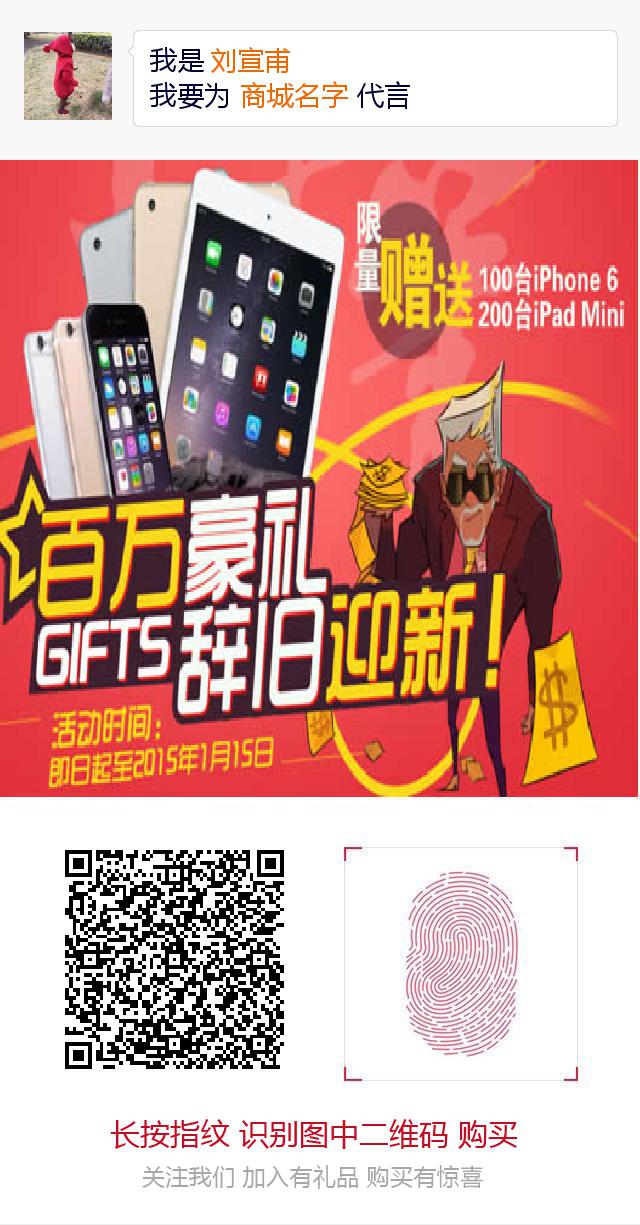 我是 刘宣甫
我要为 商城名字 代言
限量赠送 100台iPhone 6
200台iPad Mini
百万豪礼
GIFTS 辞旧迎新！
活动时间：
即日起至2015年1月15日
长按指纹 识别图中二维码 购买
关注我们 加入有礼品 购买有惊喜